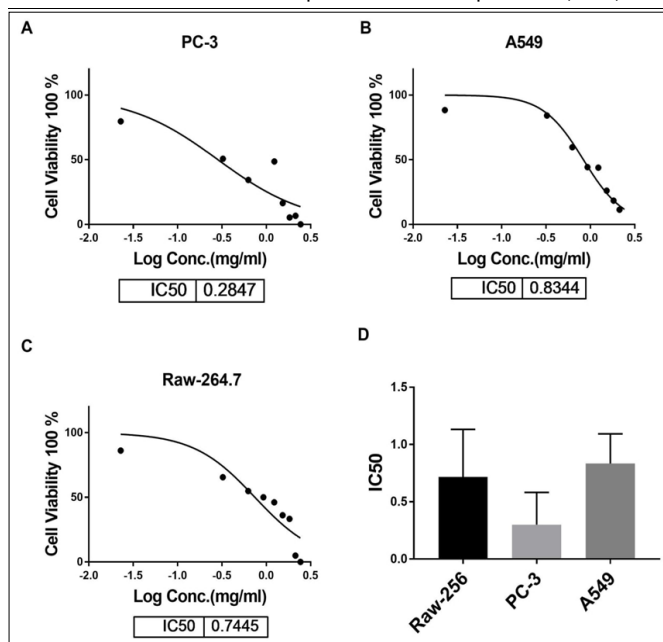 A
PC-3
Cell Viability 100 %
100
50
0
-2.0 -1.5 -1.0 -0.5 0.0 0.5
Log Conc.(mg/ml)
IC50 0.2847
B
A549
Cell Viability 100 %
100
50
0
-2.0 -1.5 -1.0 -0.5 0.0 0.5
Log Conc.(mg/ml)
IC50 0.8344
C
Raw-264.7
Cell Viability 100 %
100
50
0
-2.0 -1.5 -1.0 -0.5 0.0 0.5
Log Conc.(mg/ml)
IC50 0.7445
D
IC50
1.5
1.0
0.5
0.0
Raw-256
PC-3
A549